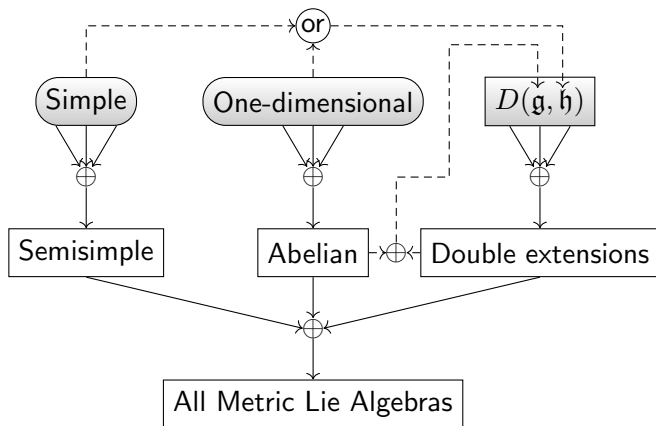 or
Simple
One-dimensional
D(𝔤, 𝔥)
Semisimple
Abelian
Double extensions
All Metric Lie Algebras